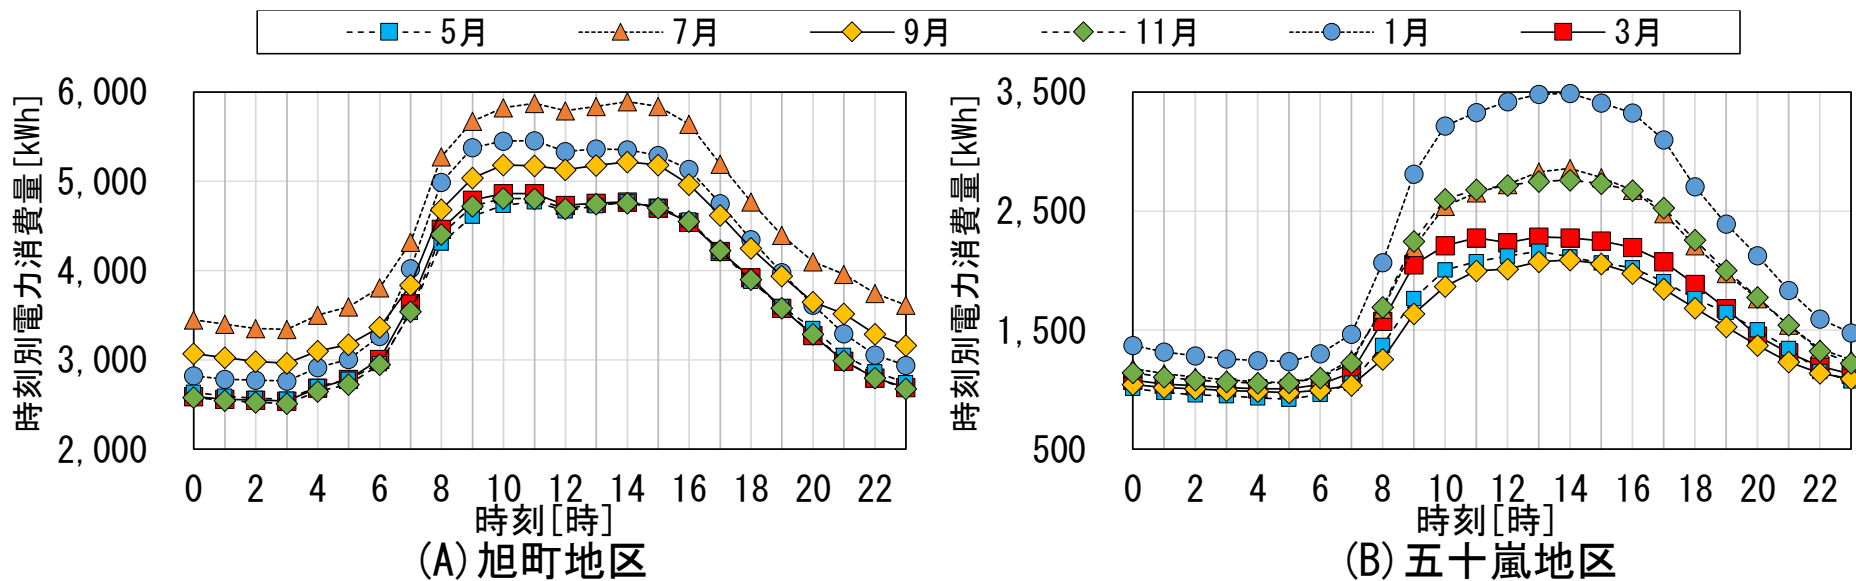 5月 7月 9月 11月 1月 3月
時刻別電力消費量[kWh]
6,000
5,000
4,000
3,000
2,000
0 2 4 6 8 10 12 14 16 18 20 22
時刻[時]
(A)旭町地区
時刻別電力消費量[kWh]
3,500
2,500
1,500
500
0 2 4 6 8 10 12 14 16 18 20 22
時刻[時]
(B)五十嵐地区